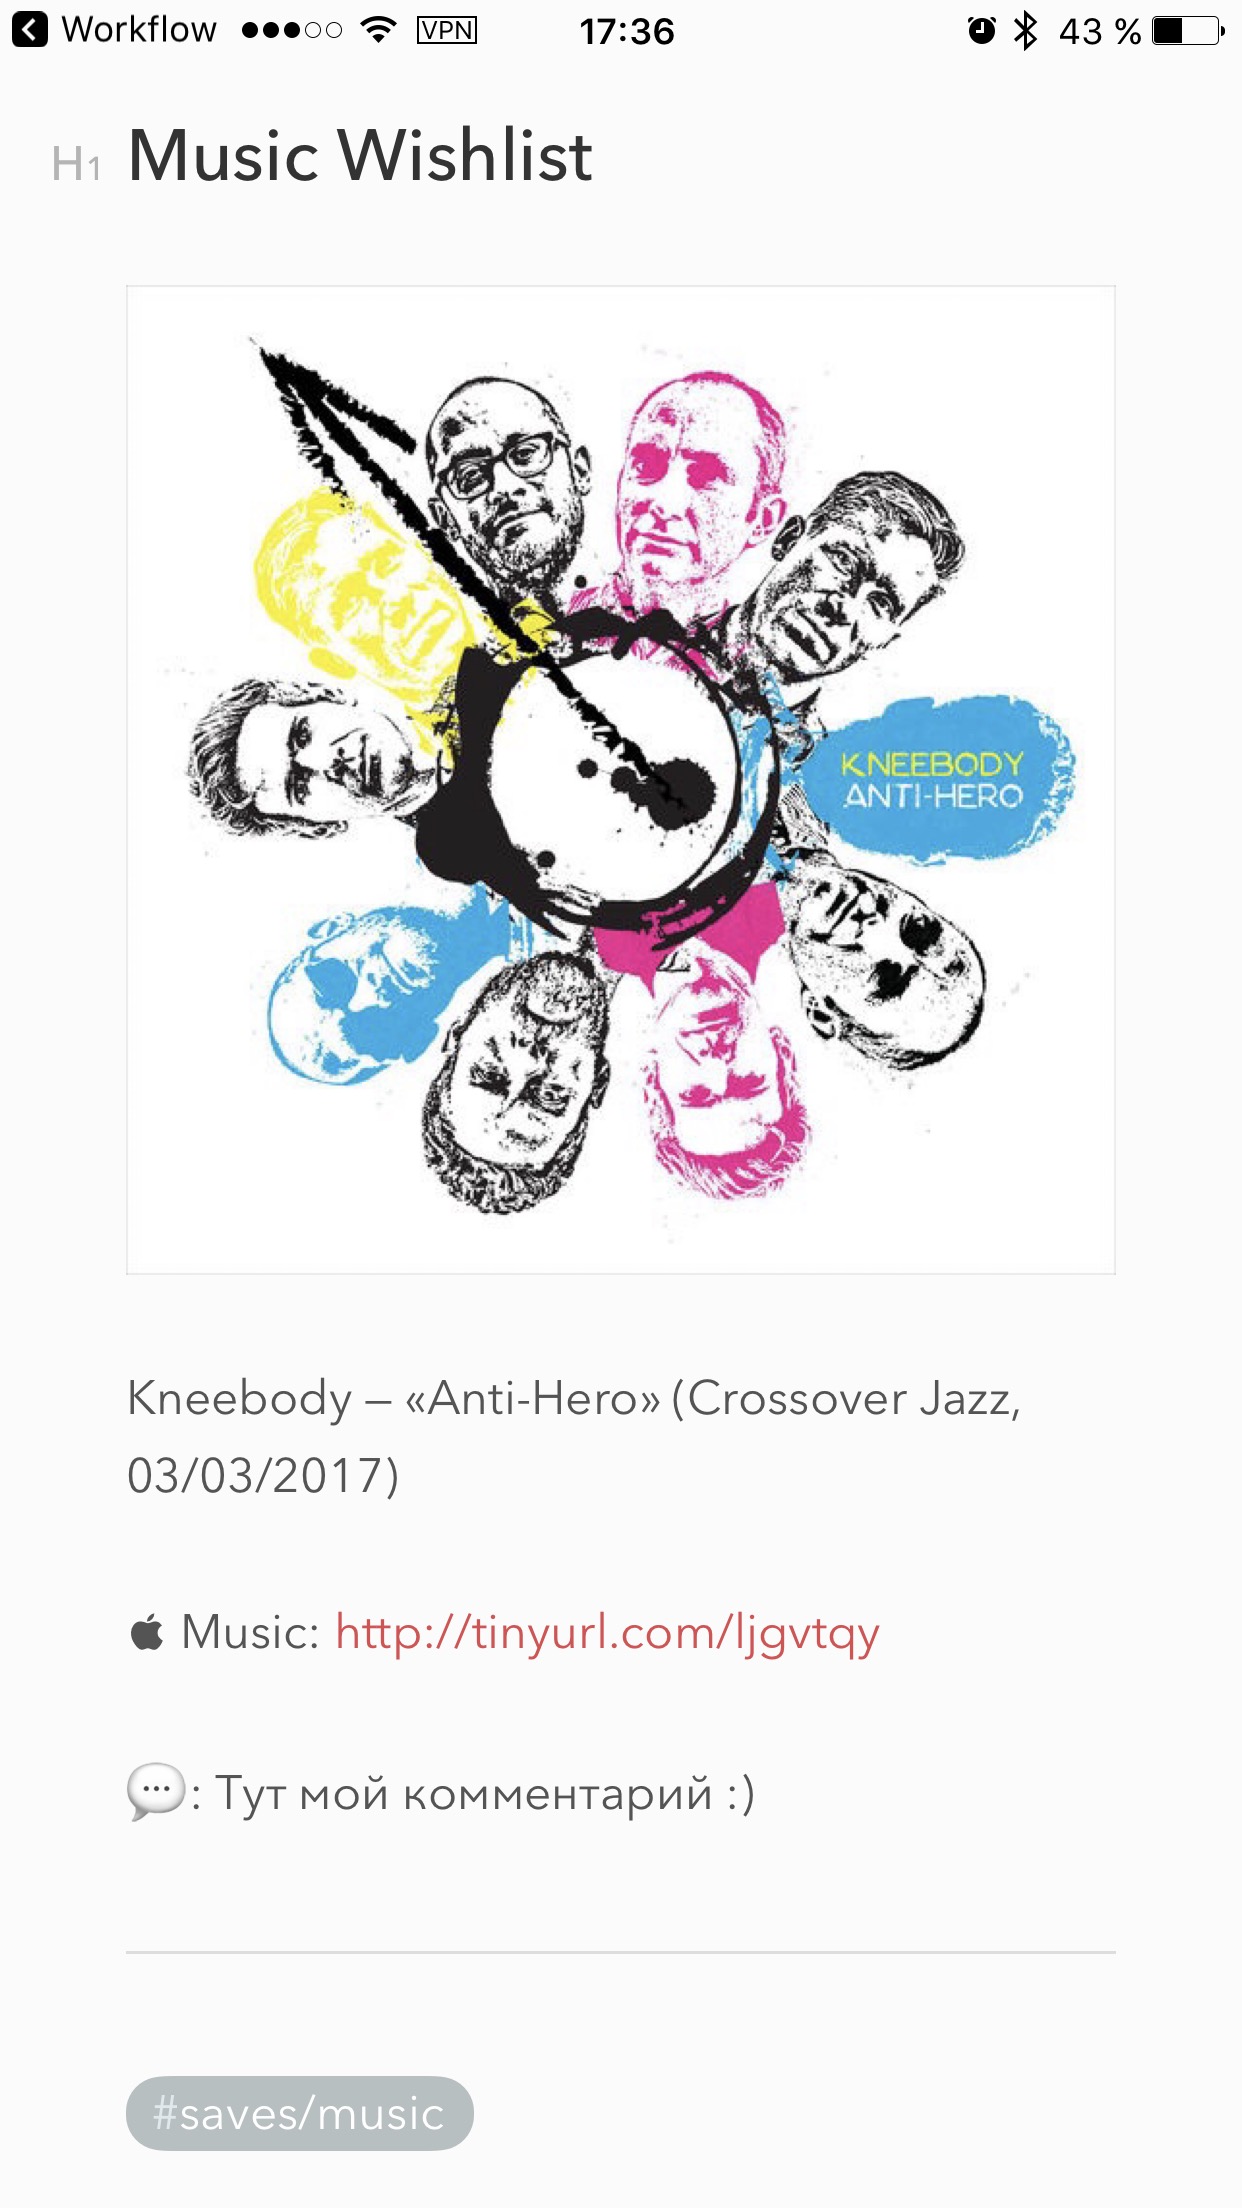 Workflow VPN 17:36 43 %
H1 Music Wishlist
KNEEBODY
ANTI-HERO
Kneebody – «Anti-Hero» (Crossover Jazz,
03/03/2017)
 Music: http://tinyurl.com/ljgvtqy
💬: Тут мой комментарий :)
#saves/music